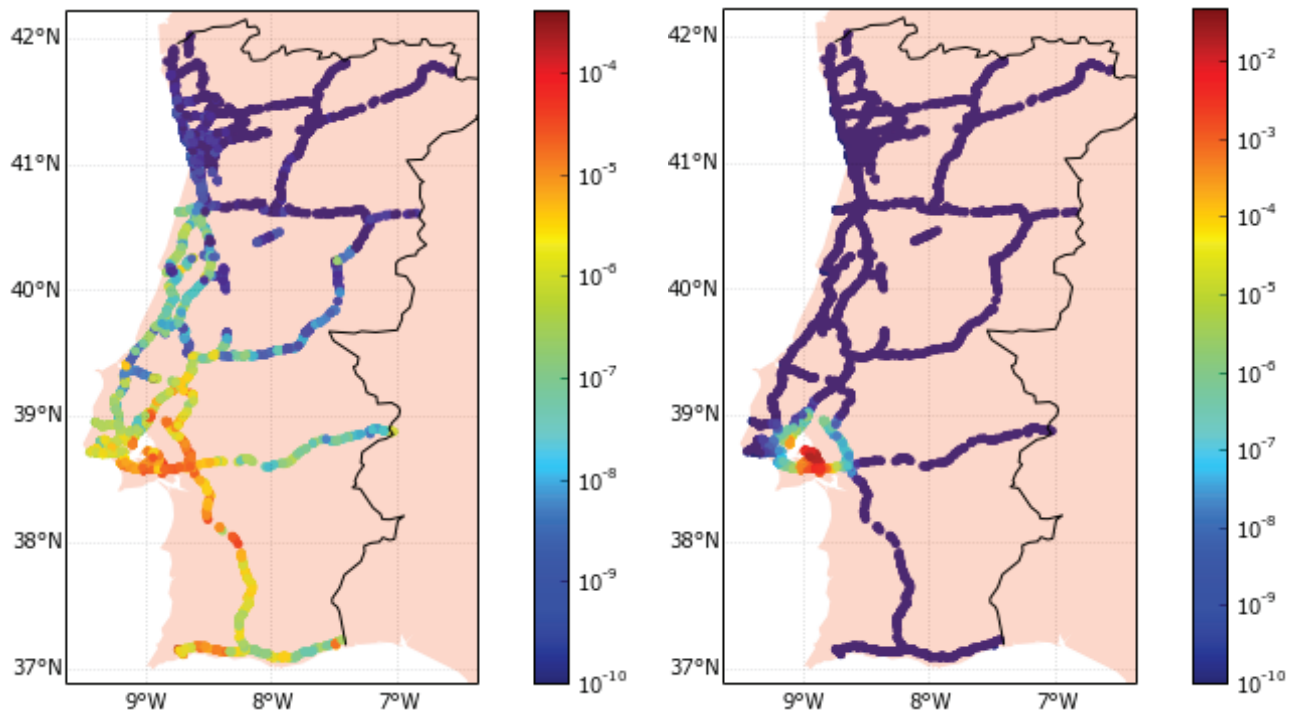 42°N
41°N
40°N
39°N
38°N
37°N
9°W 8°W 7°W
10⁻⁴
10⁻⁵
10⁻⁶
10⁻⁷
10⁻⁸
10⁻⁹
10⁻¹⁰
42°N
41°N
40°N
39°N
38°N
37°N
9°W 8°W 7°W
10⁻²
10⁻³
10⁻⁴
10⁻⁵
10⁻⁶
10⁻⁷
10⁻⁸
10⁻⁹
10⁻¹⁰